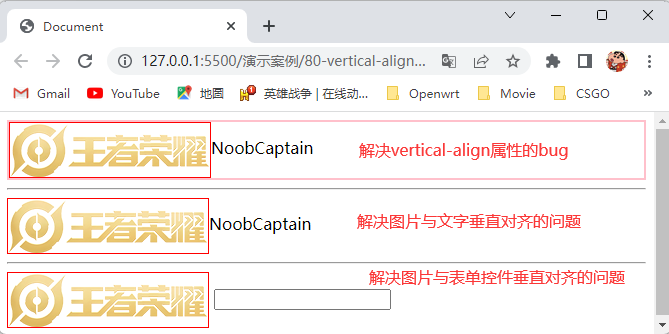 Document
127.0.0.1:5500/演示案例/80-vertical-align...
Gmail YouTube 地图 英雄战争 | 在线动... Openwrt Movie CSGO »
王者荣耀 NoobCaptain 解决vertical-align属性的bug
王者荣耀 NoobCaptain 解决图片与文字垂直对齐的问题
解决图片与表单控件垂直对齐的问题
王者荣耀